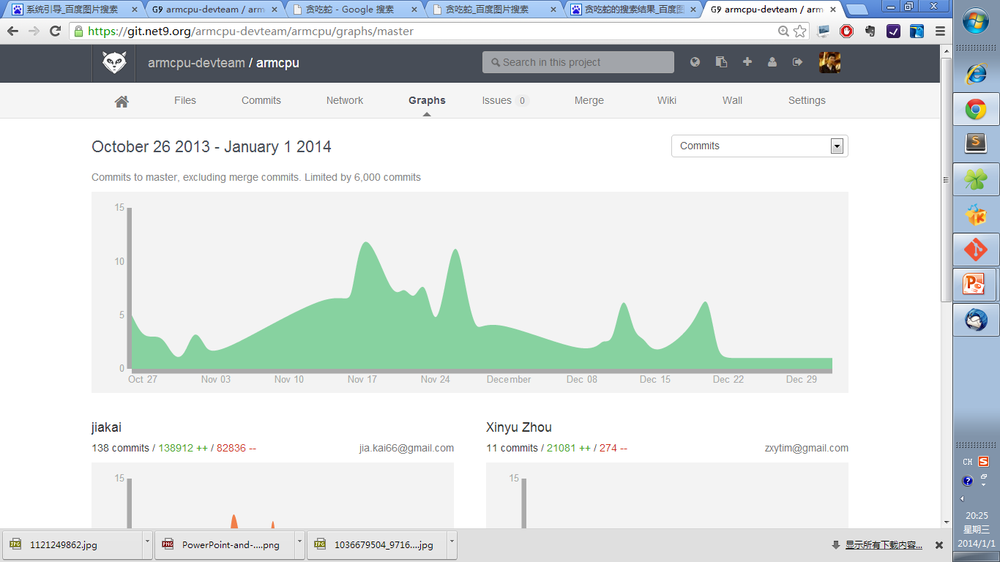 系统引导_百度图片搜索
G9 armcpu-devteam / arm
贪吃蛇 - Google 搜索
贪吃蛇_百度图片搜索
贪吃蛇的搜索结果_百度图
G9 armcpu-devteam / arm
https://git.net9.org/armcpu-devteam/armcpu/graphs/master
armcpu-devteam / armcpu
Search in this project
Files
Commits
Network
Graphs
Issues 0
Merge
Wiki
Wall
Settings
October 26 2013 - January 1 2014
Commits
Commits to master, excluding merge commits. Limited by 6,000 commits
15
10
5
0
Oct 27
Nov 03
Nov 10
Nov 17
Nov 24
December
Dec 08
Dec 15
Dec 22
Dec 29
jiakai
138 commits / 138912 ++ / 82836 --
jia.kai66@gmail.com
15
Xinyu Zhou
11 commits / 21081 ++ / 274 --
zxytim@gmail.com
15
1121249862.jpg
PowerPoint-and-....png
1036679504_9716....jpg
显示所有下载内容...
CH
20:25
星期三
2014/1/1